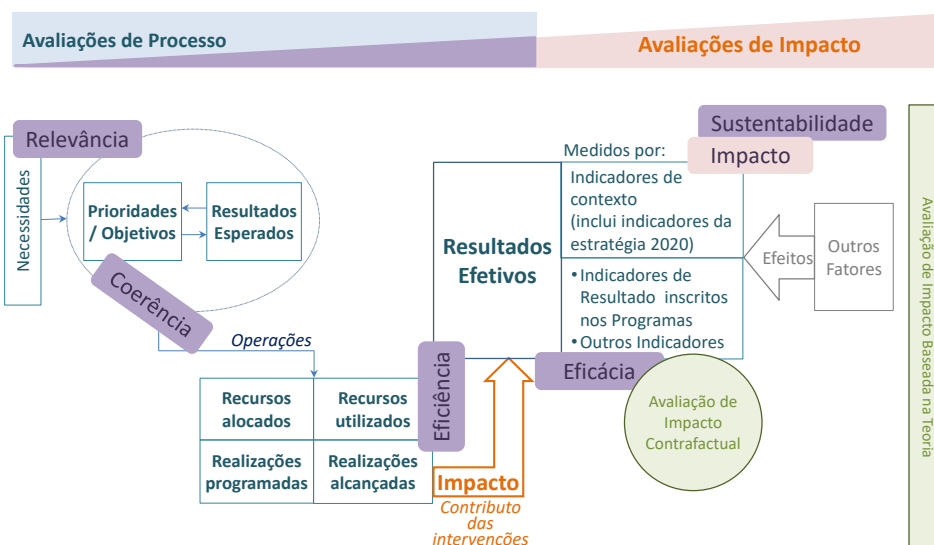 Avaliações de Processo
Avaliações de Impacto
Relevância
Necessidades
Prioridades
/ Objetivos
Resultados
Esperados
Coerência
Operações
Recursos
alocados
Recursos
utilizados
Realizações
programadas
Realizações
alcançadas
Eficiência
Impacto
Contributo
das
intervenções
Resultados
Efetivos
Medidos por:
Indicadores de
contexto
(inclui indicadores da
estratégia 2020)
•Indicadores de
Resultado inscritos
nos Programas
•Outros Indicadores
Sustentabilidade
Impacto
Eficácia
Efeitos
Outros
Fatores
Avaliação de
Impacto
Contrafactual
Avaliação de Impacto Baseada na Teoria